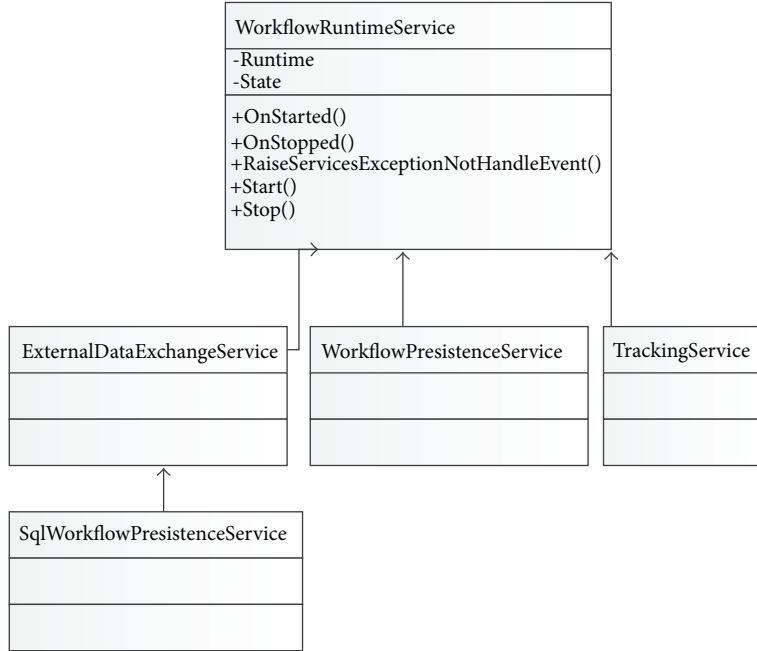 WorkflowRuntimeService
-Runtime
-State
+OnStarted()
+OnStopped()
+RaiseServicesExceptionNotHandleEvent()
+Start()
+Stop()
ExternalDataExchangeService
WorkflowPresistenceService
TrackingService
SqlWorkflowPresistenceService